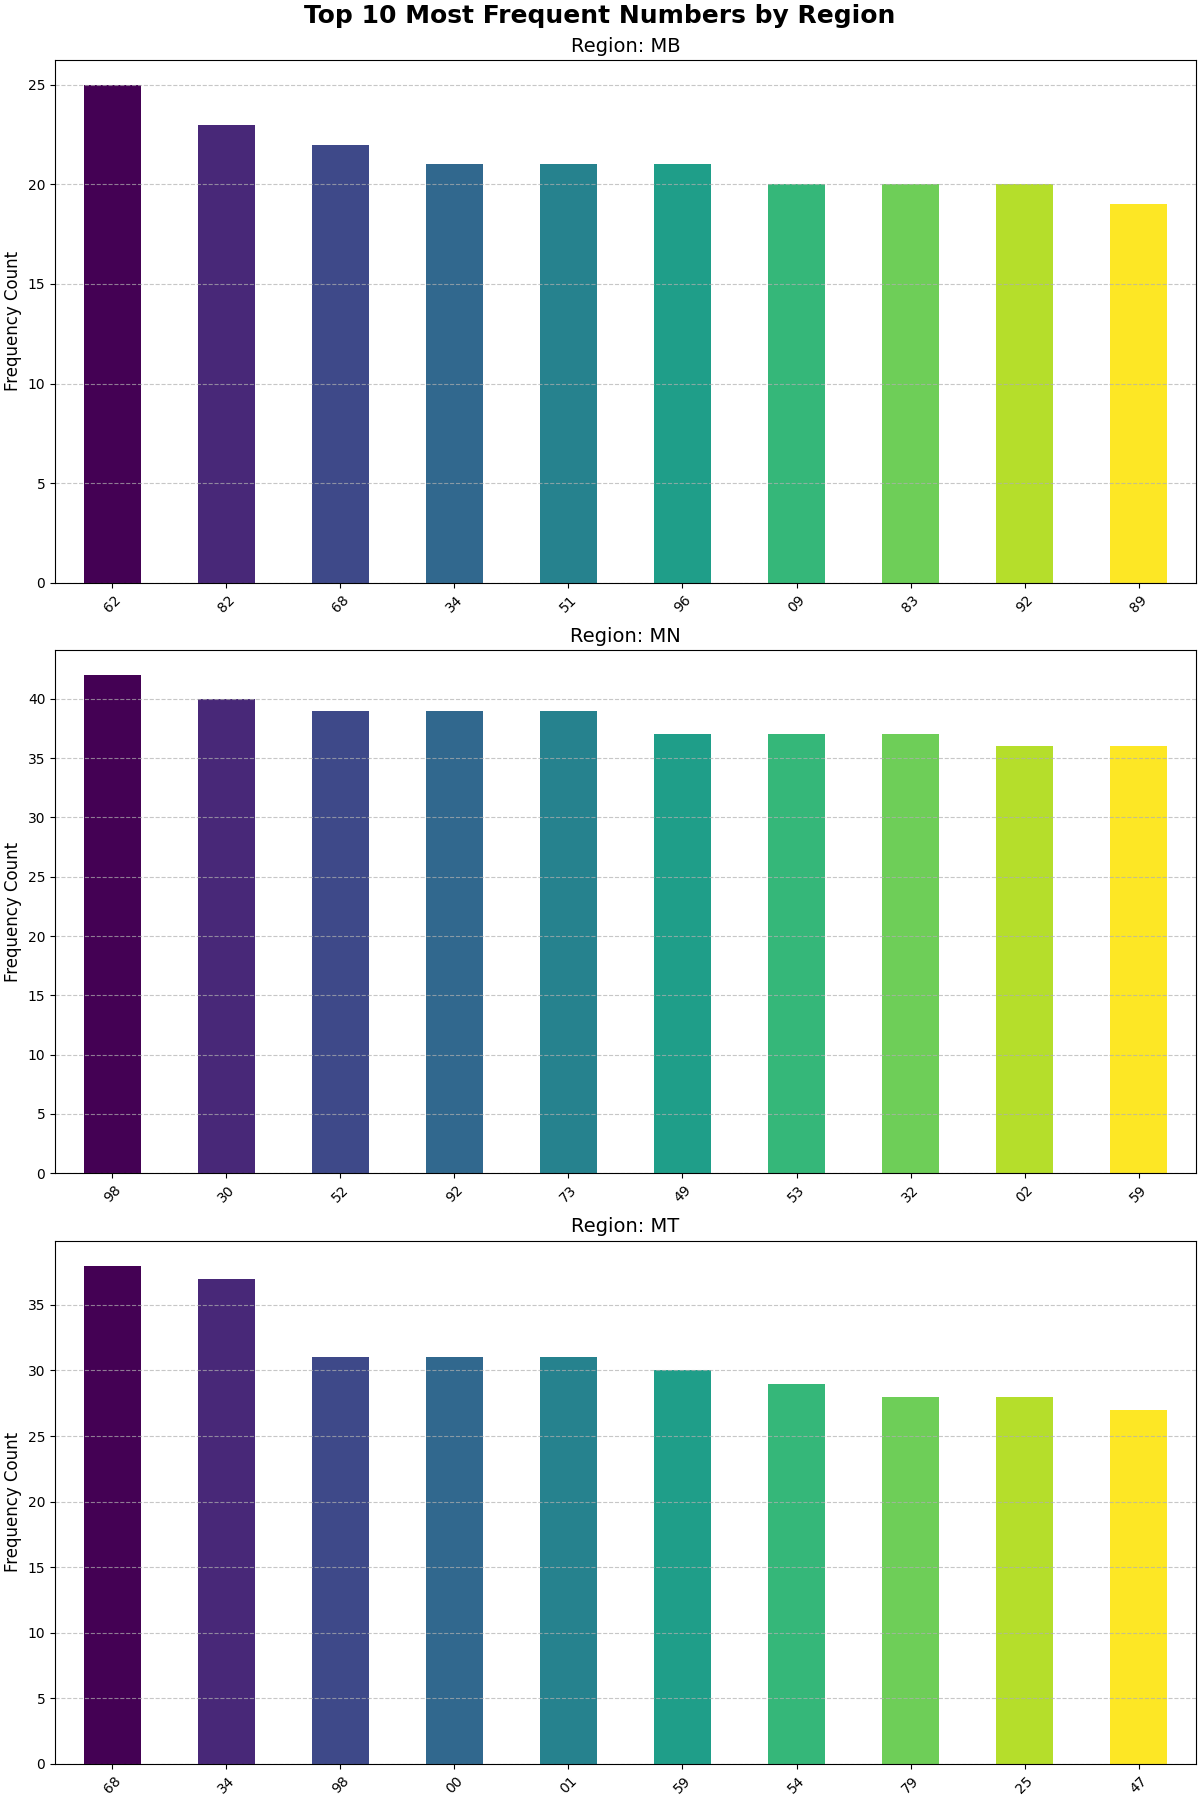 Top 10 Most Frequent Numbers by Region
Region: MB
Frequency Count
25
20
15
10
5
0
62 82 68 34 51 96 09 83 92 89
Region: MN
Frequency Count
40
35
30
25
20
15
10
5
0
98 30 52 92 73 49 53 32 02 59
Region: MT
Frequency Count
35
30
25
20
15
10
5
0
68 34 98 00 01 59 54 79 25 47